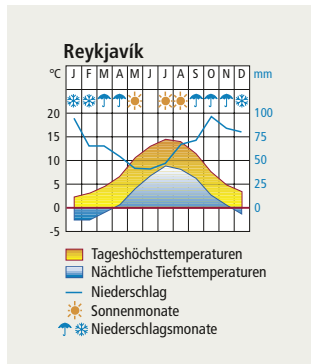 Reykjavík
°C J F M A M J J A S O N D mm
20 100
15 75
10 50
5 25
0 0
-5
Tageshöchsttemperaturen
Nächtliche Tiefsttemperaturen
Niederschlag
Sonnenmonate
Niederschlagsmonate